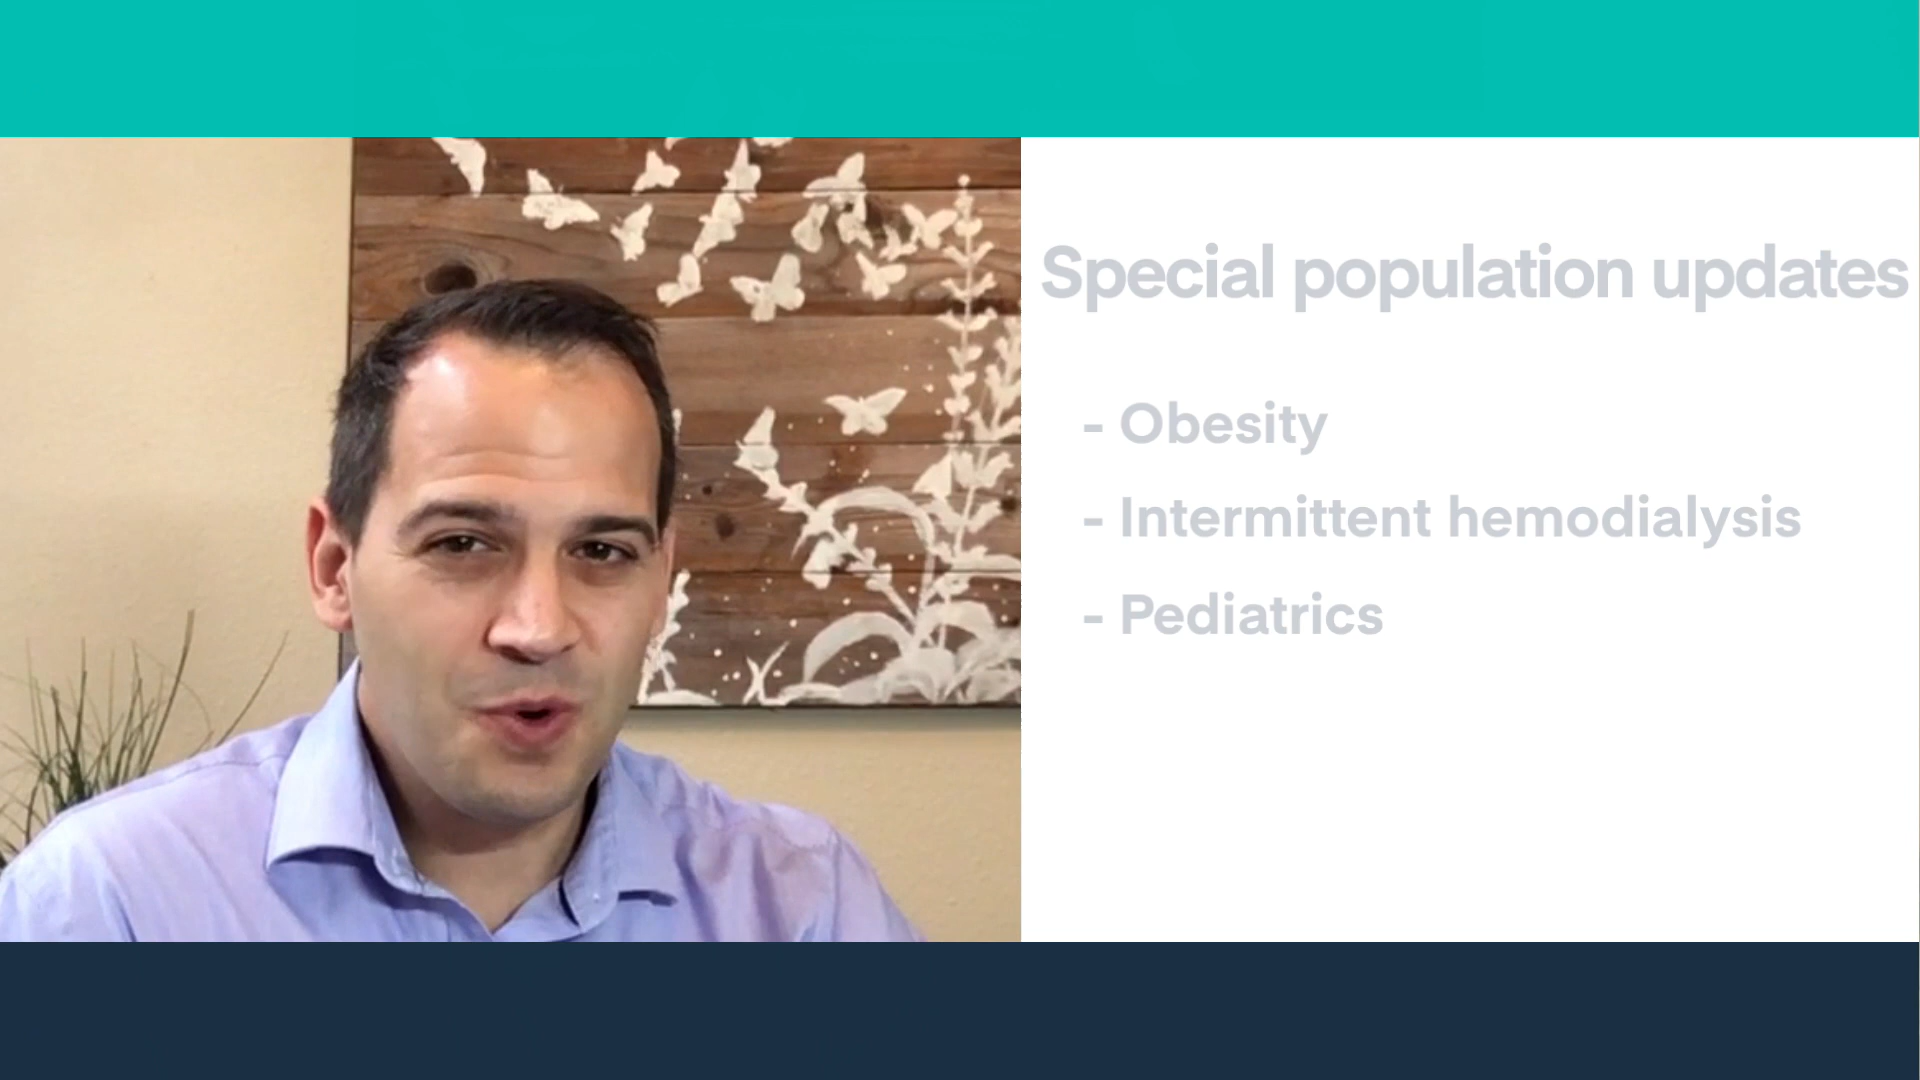 Special population updates
- Obesity
- Intermittent hemodialysis
- Pediatrics